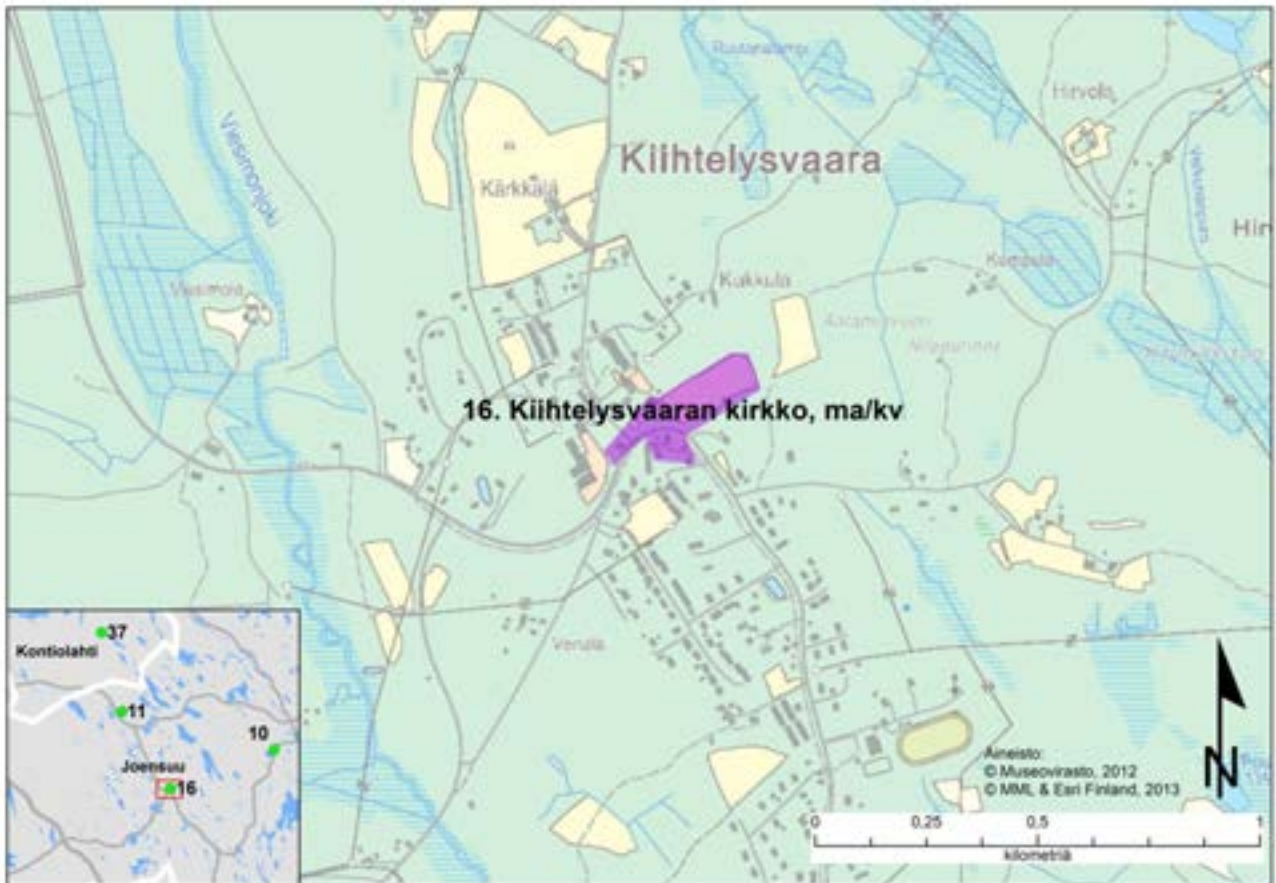 Viesimonjoki
Hirvola
Kiihtelysvaara
Kärkkälä
Viesimola
Kukkula
16. Kiihtelysvaaran kirkko, ma/kv
Verula
37
Kontiolahti
11
10
Joensuu
16
N
Aineisto:
© Museovirasto, 2012
© MML & Esri Finland, 2013
0 0,25 0,5 1
kilometriä